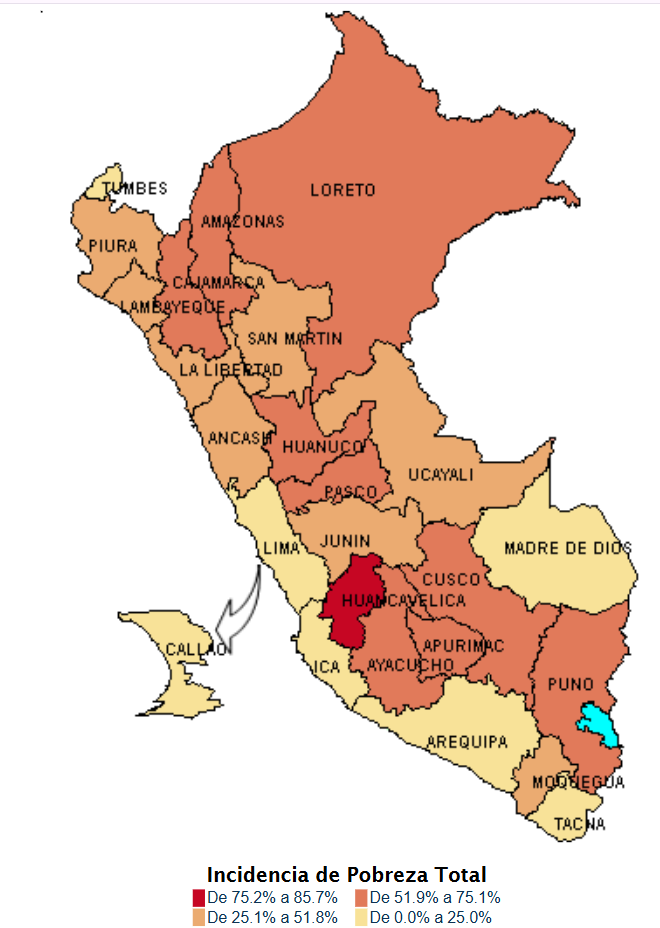 TUMBES
LORETO
AMAZONAS
PIURA
CAJAMARCA
LAMBAYEQUE
SAN MARTIN
LA LIBERTAD
ANCASH
HUANUCO
UCAYALI
PASCO
JUNIN
LIMA
MADRE DE DIOS
CUSCO
HUANCAVELICA
CALLAO
APURIMAC
ICA
AYACUCHO
PUNO
AREQUIPA
MOQUEGUA
TACNA
Incidencia de Pobreza Total
De 75.2% a 85.7% De 51.9% a 75.1%
De 25.1% a 51.8% De 0.0% a 25.0%